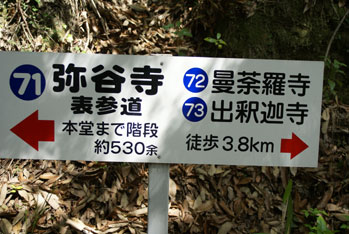 71 弥谷寺
表参道
本堂まで階段
約530余
72 曼荼羅寺
73 出釈迦寺
徒歩 3.8km